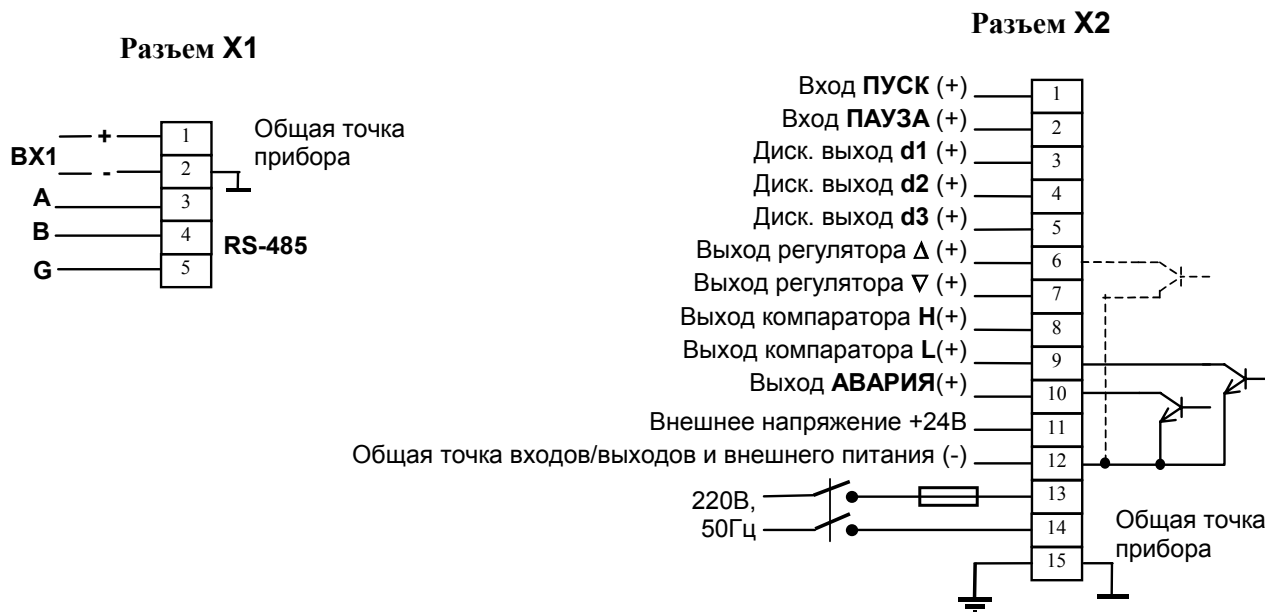 Разъем X1
Общая точка
прибора
BX1
+
-
A
B
G
1
2
3
4
5
RS-485
Разъем X2
Вход ПУСК (+)
Вход ПАУЗА (+)
Диск. выход d1 (+)
Диск. выход d2 (+)
Диск. выход d3 (+)
Выход регулятора Δ (+)
Выход регулятора ∇ (+)
Выход компаратора H(+)
Выход компаратора L(+)
Выход АВАРИЯ(+)
Внешнее напряжение +24В
Общая точка входов/выходов и внешнего питания (-)
220В,
50Гц
1
2
3
4
5
6
7
8
9
10
11
12
13
14
15
Общая точка
прибора